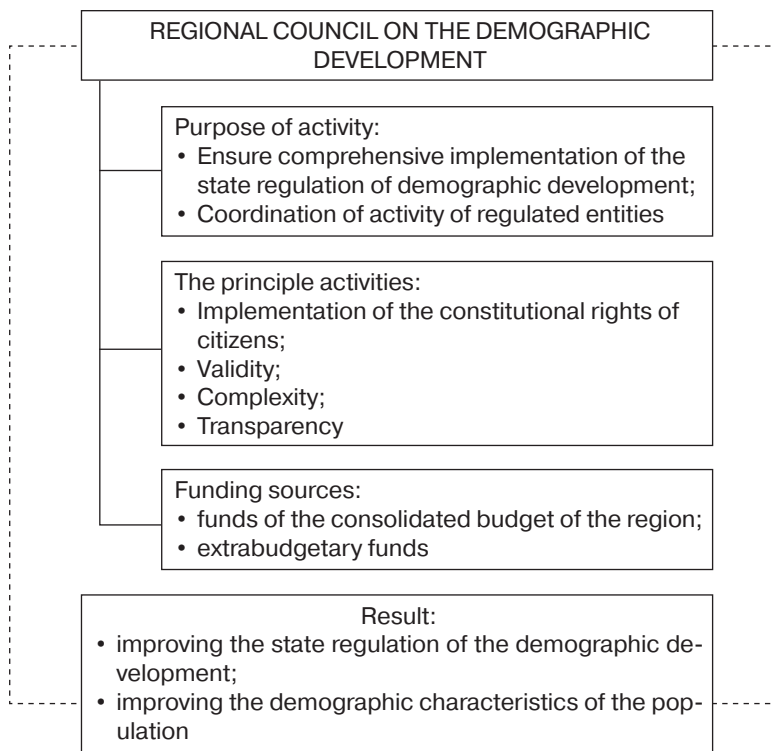 REGIONAL COUNCIL ON THE DEMOGRAPHIC
DEVELOPMENT
Purpose of activity:
• Ensure comprehensive implementation of the
state regulation of demographic development;
• Coordination of activity of regulated entities
The principle activities:
• Implementation of the constitutional rights of
citizens;
• Validity;
• Complexity;
• Transparency
Funding sources:
• funds of the consolidated budget of the region;
• extrabudgetary funds
Result:
• improving the state regulation of the demographic de-
velopment;
• improving the demographic characteristics of the pop-
ulation